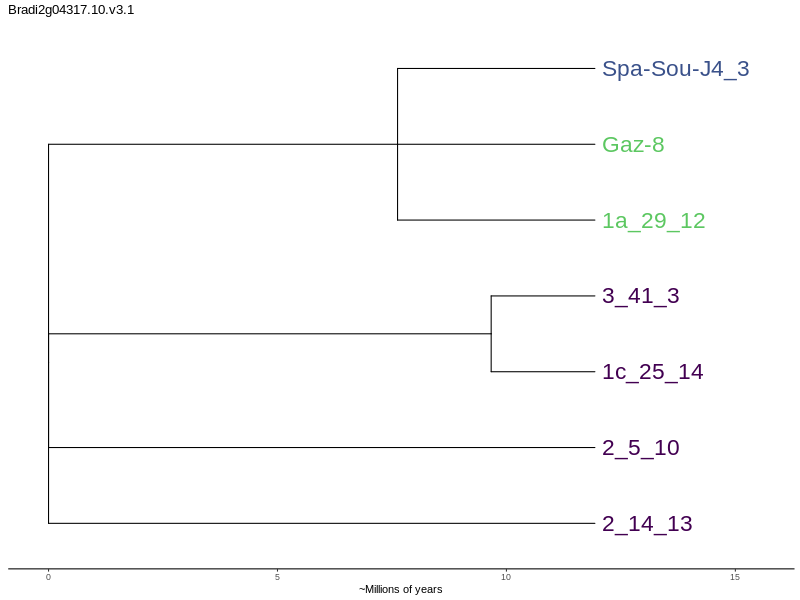 Bradi2g04317.10.v3.1
Spa-Sou-J4_3
Gaz-8
1a_29_12
3_41_3
1c_25_14
2_5_10
2_14_13
0 5 10 15
~Millions of years